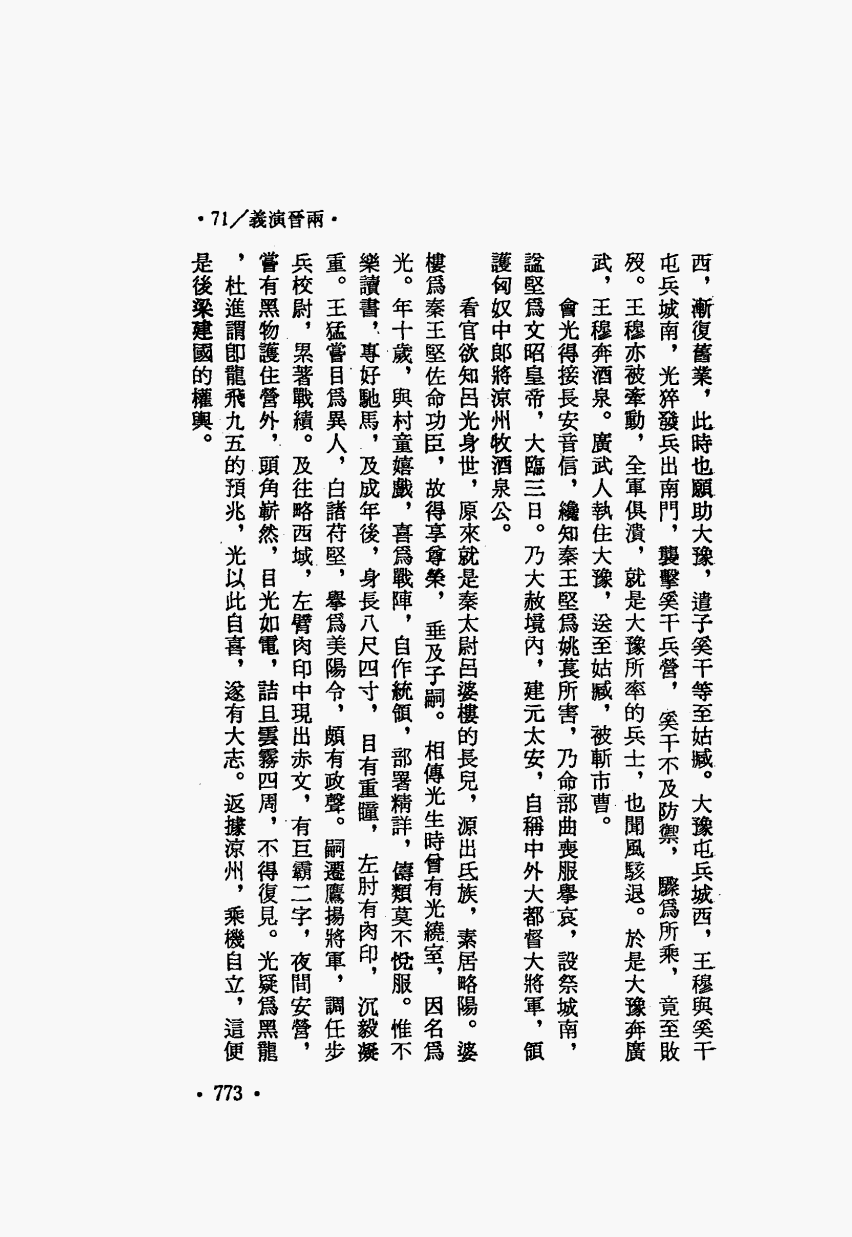 ·兩晉演義／71·
西，漸復舊業，此時也願助大豫，遣子奚干等至姑臧。大豫屯兵城西，王穆與奚干
屯兵城南，光猝發兵出南門，襲擊奚干兵營，奚干不及防禦，驟爲所乘，竟至敗
歿。王穆亦被牽動，全軍俱潰，就是大豫所率的兵士，也聞風駭退。於是大豫奔廣
武，王穆奔酒泉。廣武人執住大豫，送至姑臧，被斬市曹。
會光得接長安音信，纔知秦王堅爲姚萇所害，乃命部曲喪服舉哀，設祭城南，
諡堅爲文昭皇帝，大臨三日。乃大赦境內，建元太安，自稱中外大都督大將軍，領
護匈奴中郎將涼州牧酒泉公。
看官欲知呂光身世，原來就是秦太尉呂婆樓的長兒，源出氐族，素居略陽。婆
樓爲秦王堅佐命功臣，故得享尊榮，垂及子嗣。相傳光生時曾有光繞室，因名爲
光。年十歲，與村童嬉戲，喜爲戰陣，自作統領，部署精詳，儔類莫不悅服。惟不
樂讀書，專好馳馬，及成年後，身長八尺四寸，目有重瞳，左肘有肉印，沉毅凝
重。王猛嘗目爲異人，白諸苻堅，舉爲美陽令，頗有政聲。嗣遷鷹揚將軍，調任步
兵校尉，累著戰績。及往略西域，左臂肉印中現出赤文，有巨霸二字，夜間安營，
嘗有黑物護住營外，頭角嶄然，目光如電，詰旦雲霧四周，不得復見。光疑爲黑龍
，杜進謂卽龍飛九五的預兆，光以此自喜，遂有大志。返據涼州，乘機自立，這便
是後梁建國的權輿。
·773·